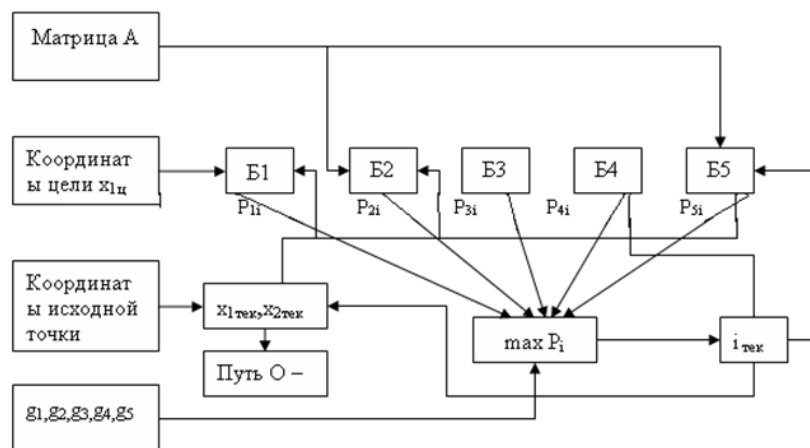 Матрица А
Координат
ы цели x1ц
Б1
Б2
Б3
Б4
Б5
P1i
P2i
P3i
P4i
P5i
Координат
ы исходной
точки
x1тек,x2тек
max Pi
i тек
Путь О –
g1,g2,g3,g4,g5